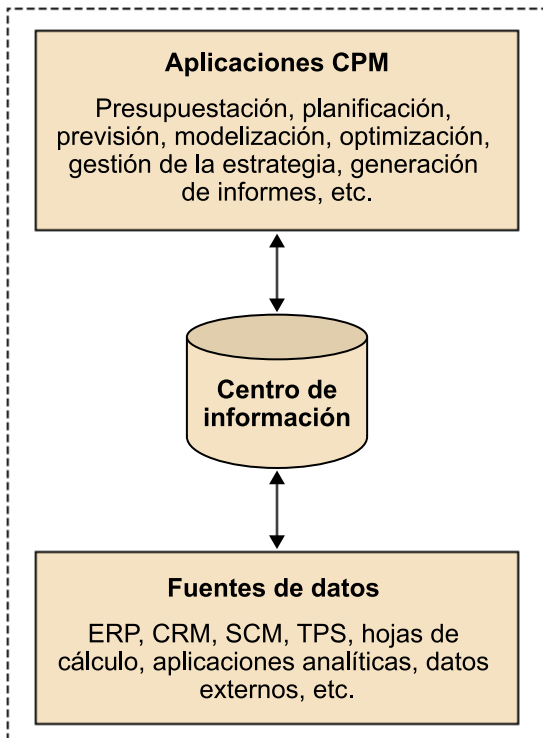 Aplicaciones CPM
Presupuestación, planificación,
previsión, modelización, optimización,
gestión de la estrategia, generación
de informes, etc.
Centro de
información
Fuentes de datos
ERP, CRM, SCM, TPS, hojas de
cálculo, aplicaciones analíticas, datos
externos, etc.